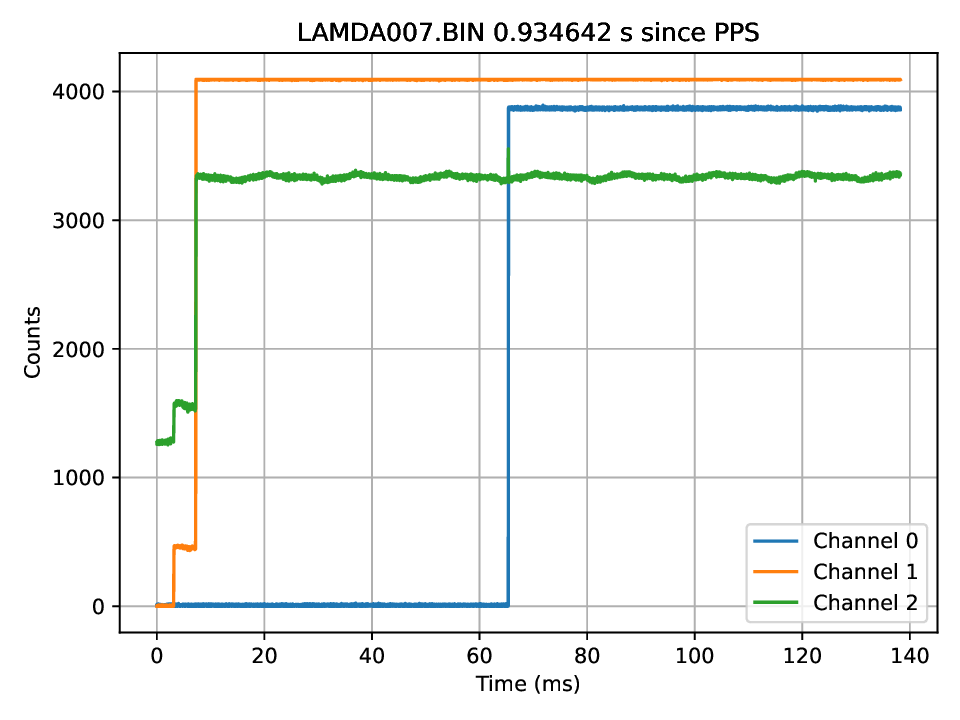 LAMDA007.BIN 0.934642 s since PPS
Counts
4000
3000
2000
1000
0
0 20 40 60 80 100 120 140
Time (ms)
Channel 0
Channel 1
Channel 2